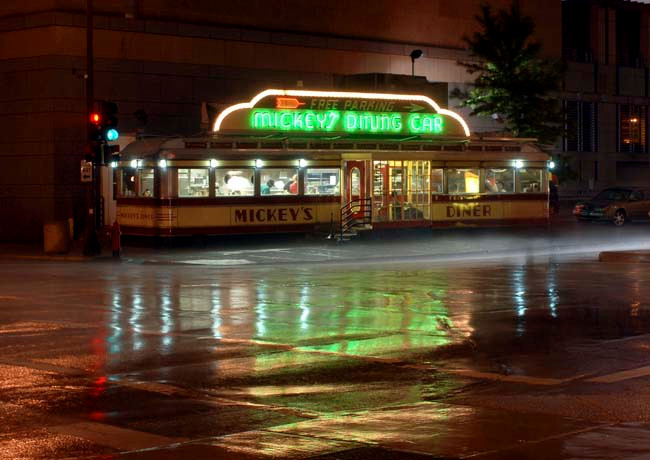 FREE PARKING
MICKEY'S DINING CAR
MICKEY'S
DINER